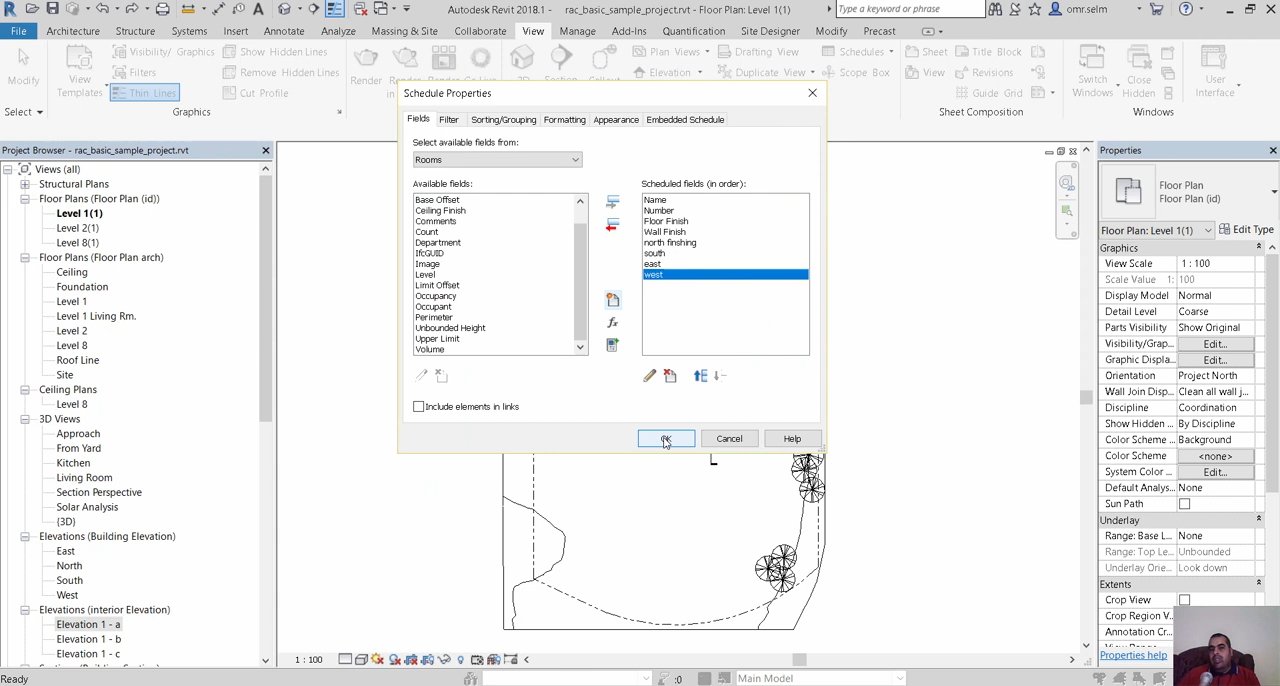 Autodesk Revit 2018.1 - rac_basic_sample_project.rvt - Floor Plan: Level 1(1)
Type a keyword or phrase
omr.selm
File Architecture Structure Systems Insert Annotate Analyze Massing & Site Collaborate View Manage Add-Ins Quantification Site Designer Modify Precast
Modify
View Templates
Visibility/ Graphics
Filters
Thin Lines
Show Hidden Lines
Remove Hidden Lines
Cut Profile
Render
Plan Views
Elevation
Drafting View
Duplicate View
Schedules
Scope Box
Sheet
View
Title Block
Revisions
Guide Grid
Switch Windows
Close Hidden
User Interface
Select
Graphics
Sheet Composition
Windows
Project Browser - rac_basic_sample_project.rvt
Views (all)
Structural Plans
Floor Plans (Floor Plan (id))
Level 1(1)
Level 2(1)
Level 8(1)
Floor Plans (Floor Plan arch)
Ceiling
Foundation
Level 1
Level 1 Living Rm.
Level 2
Level 8
Roof Line
Site
Ceiling Plans
Level 8
3D Views
Approach
From Yard
Kitchen
Living Room
Section Perspective
Solar Analysis
{3D}
Elevations (Building Elevation)
East
North
South
West
Elevations (interior Elevation)
Elevation 1 - a
Elevation 1 - b
Elevation 1 - c
Schedule Properties
Fields Filter Sorting/Grouping Formatting Appearance Embedded Schedule
Select available fields from:
Rooms
Available fields:
Base Offset
Ceiling Finish
Comments
Count
Department
IfcGUID
Image
Level
Limit Offset
Occupancy
Occupant
Perimeter
Unbounded Height
Upper Limit
Volume
Scheduled fields (in order):
Name
Number
Floor Finish
Wall Finish
north finshing
south
east
west
Include elements in links
OK Cancel Help
Properties
Floor Plan
Floor Plan (id)
Floor Plan: Level 1(1) Edit Type
Graphics
View Scale 1 : 100
Scale Value 1: 100
Display Model Normal
Detail Level Coarse
Parts Visibility Show Original
Visibility/Grap... Edit...
Graphic Displa... Edit...
Orientation Project North
Wall Join Disp... Clean all wall j...
Discipline Coordination
Show Hidden ... By Discipline
Color Scheme ... Background
Color Scheme <none>
System Color ... Edit...
Default Analys... None
Sun Path
Underlay
Range: Base L... None
Range: Top Le... Unbounded
Underlay Orie... Look down
Extents
Crop View
Crop Region V...
Annotation Cr...
Properties help
1 : 100
Ready
:0
Main Model